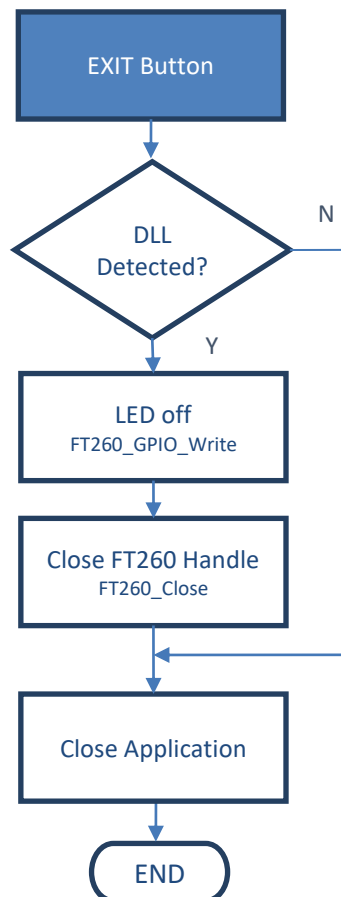 EXIT Button
DLL
Detected?
N
Y
LED off
FT260_GPIO_Write
Close FT260 Handle
FT260_Close
Close Application
END